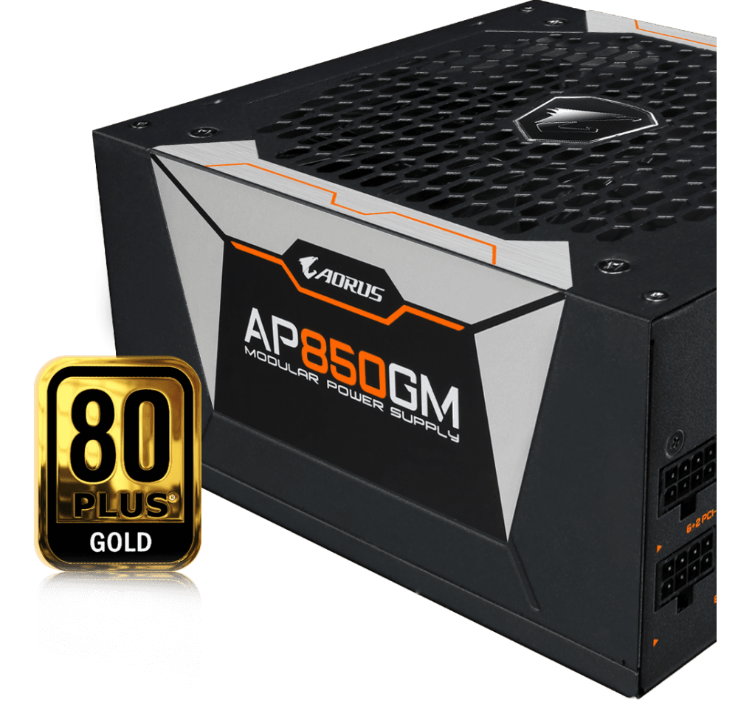 AORUS
AP850GM
MODULAR POWER SUPPLY
6+2 PCI-
80
PLUS®
GOLD